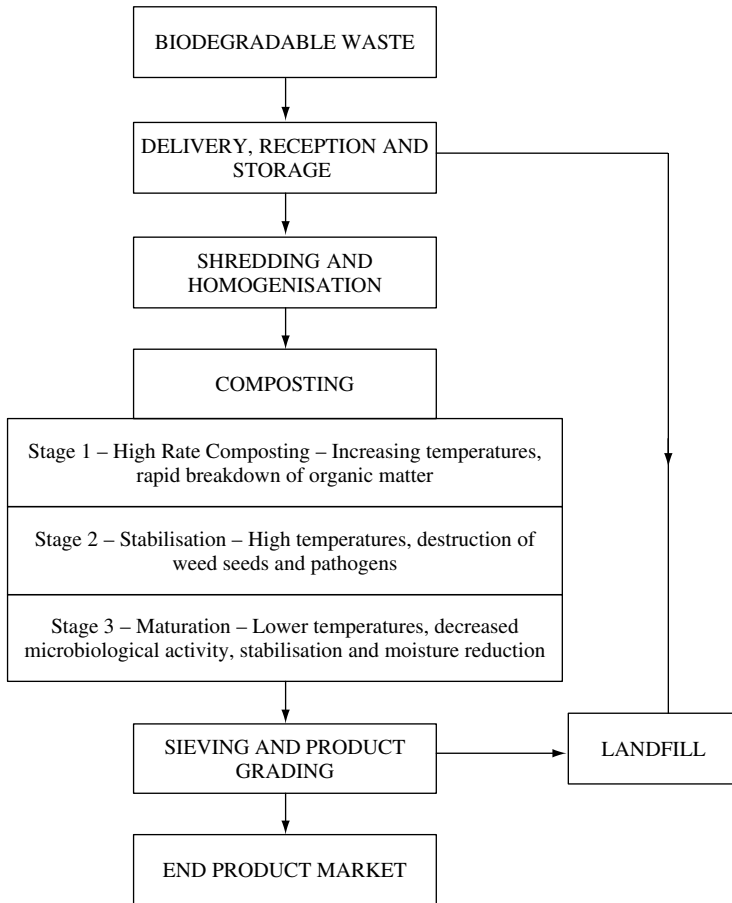 BIODEGRADABLE WASTE
DELIVERY, RECEPTION AND
STORAGE
SHREDDING AND
HOMOGENISATION
COMPOSTING
Stage 1 – High Rate Composting – Increasing temperatures,
rapid breakdown of organic matter
Stage 2 – Stabilisation – High temperatures, destruction of
weed seeds and pathogens
Stage 3 – Maturation – Lower temperatures, decreased
microbiological activity, stabilisation and moisture reduction
SIEVING AND PRODUCT
GRADING
LANDFILL
END PRODUCT MARKET